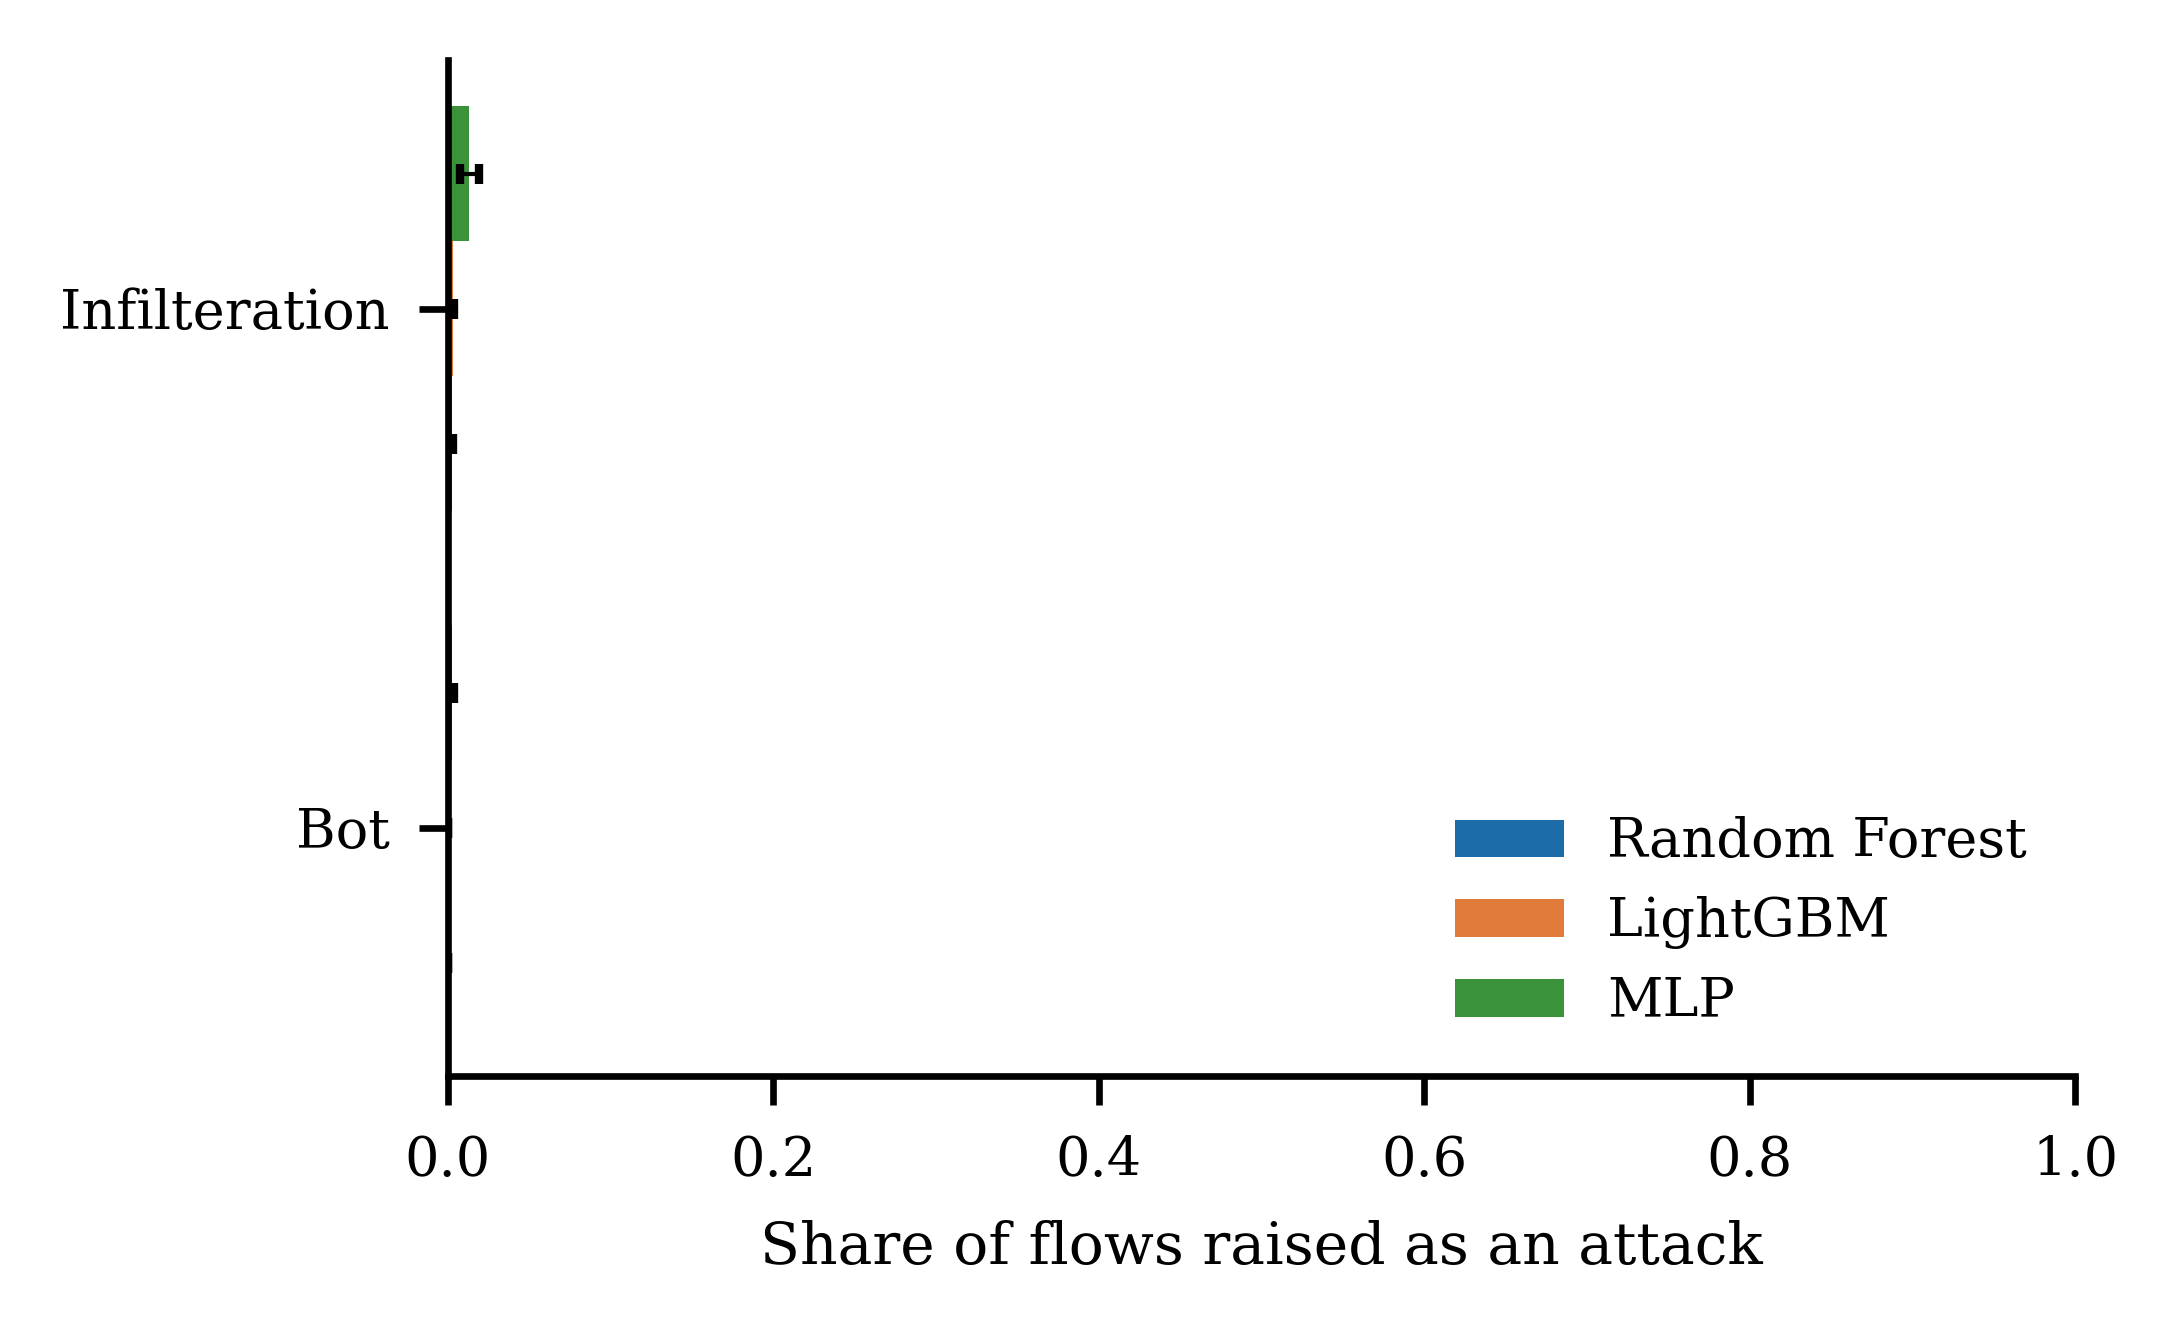 Infilteration
Bot
Random Forest
LightGBM
MLP
0.0 0.2 0.4 0.6 0.8 1.0
Share of flows raised as an attack